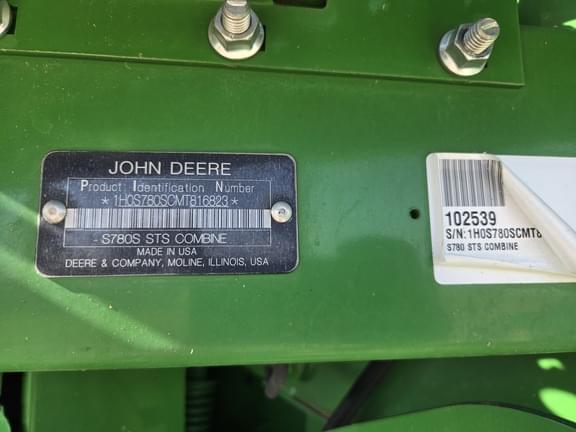 JOHN DEERE
Product Identification Number
*1H0S780SCMT816823*
S780S STS COMBINE
MADE IN USA
DEERE & COMPANY, MOLINE, ILLINOIS, USA
102539
S/N:1H0S780SCMT8
S780 STS COMBINE